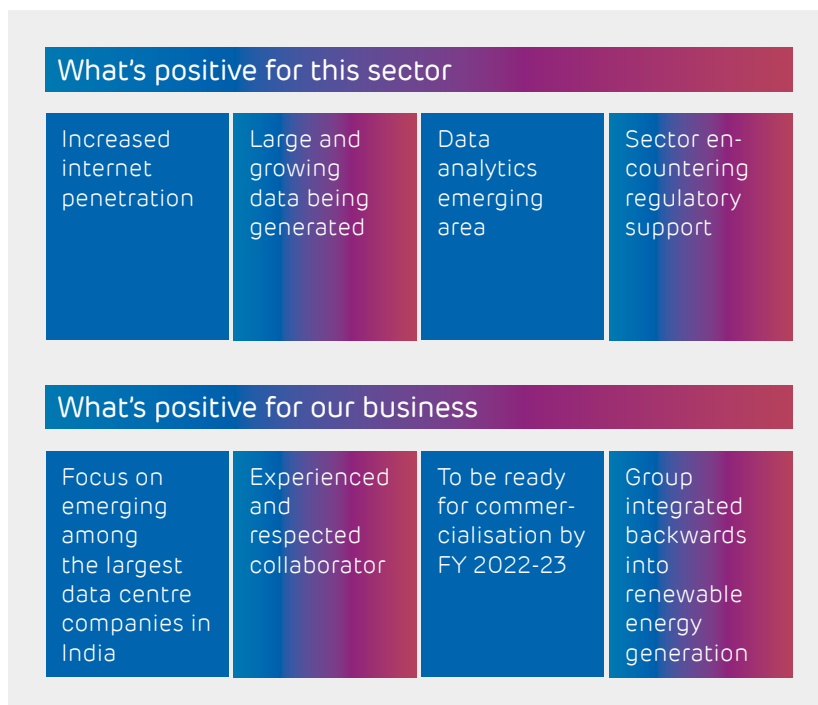 What's positive for this sector
Increased
internet
penetration
Large and
growing
data being
generated
Data
analytics
emerging
area
Sector en-
countering
regulatory
support
What's positive for our business
Focus on
emerging
among
the largest
data centre
companies in
India
Experienced
and
respected
collaborator
To be ready
for commer-
cialisation by
FY 2022-23
Group
integrated
backwards
into
renewable
energy
generation